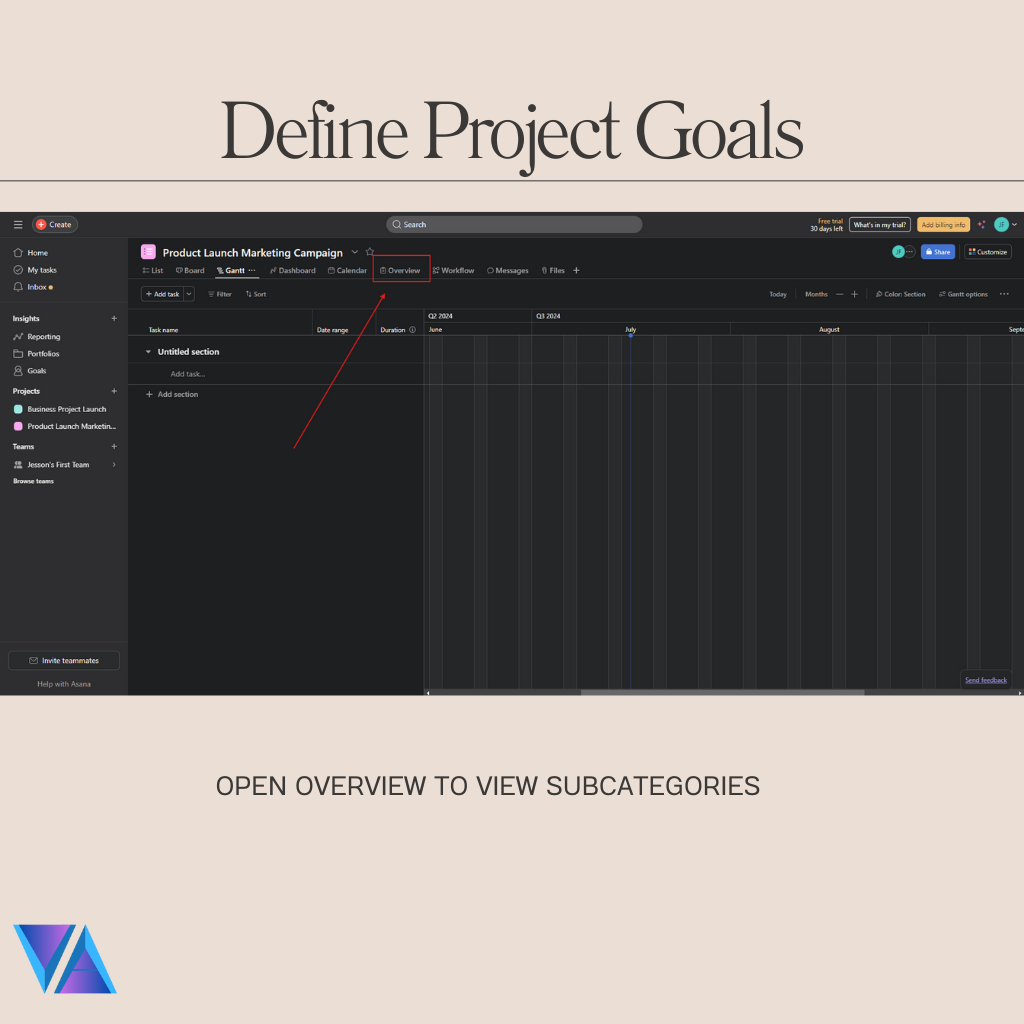 Define Project Goals
Create
Search
Free trial
30 days left
What's in my trial?
Add billing info
JF
Home
My tasks
Inbox
Insights
Reporting
Portfolios
Goals
Projects
Business Project Launch
Product Launch Marketin...
Teams
Jesson's First Team
Browse teams
Invite teammates
Help with Asana
Product Launch Marketing Campaign
JF
Share
Customize
List Board Gantt Dashboard Calendar Overview Workflow Messages Files
Add task Filter Sort Today Months Color: Section Gantt options
Q2 2024 Q3 2024
Task name Date range Duration June July August Septe
Untitled section
Add task...
Add section
Send feedback
OPEN OVERVIEW TO VIEW SUBCATEGORIES
VA